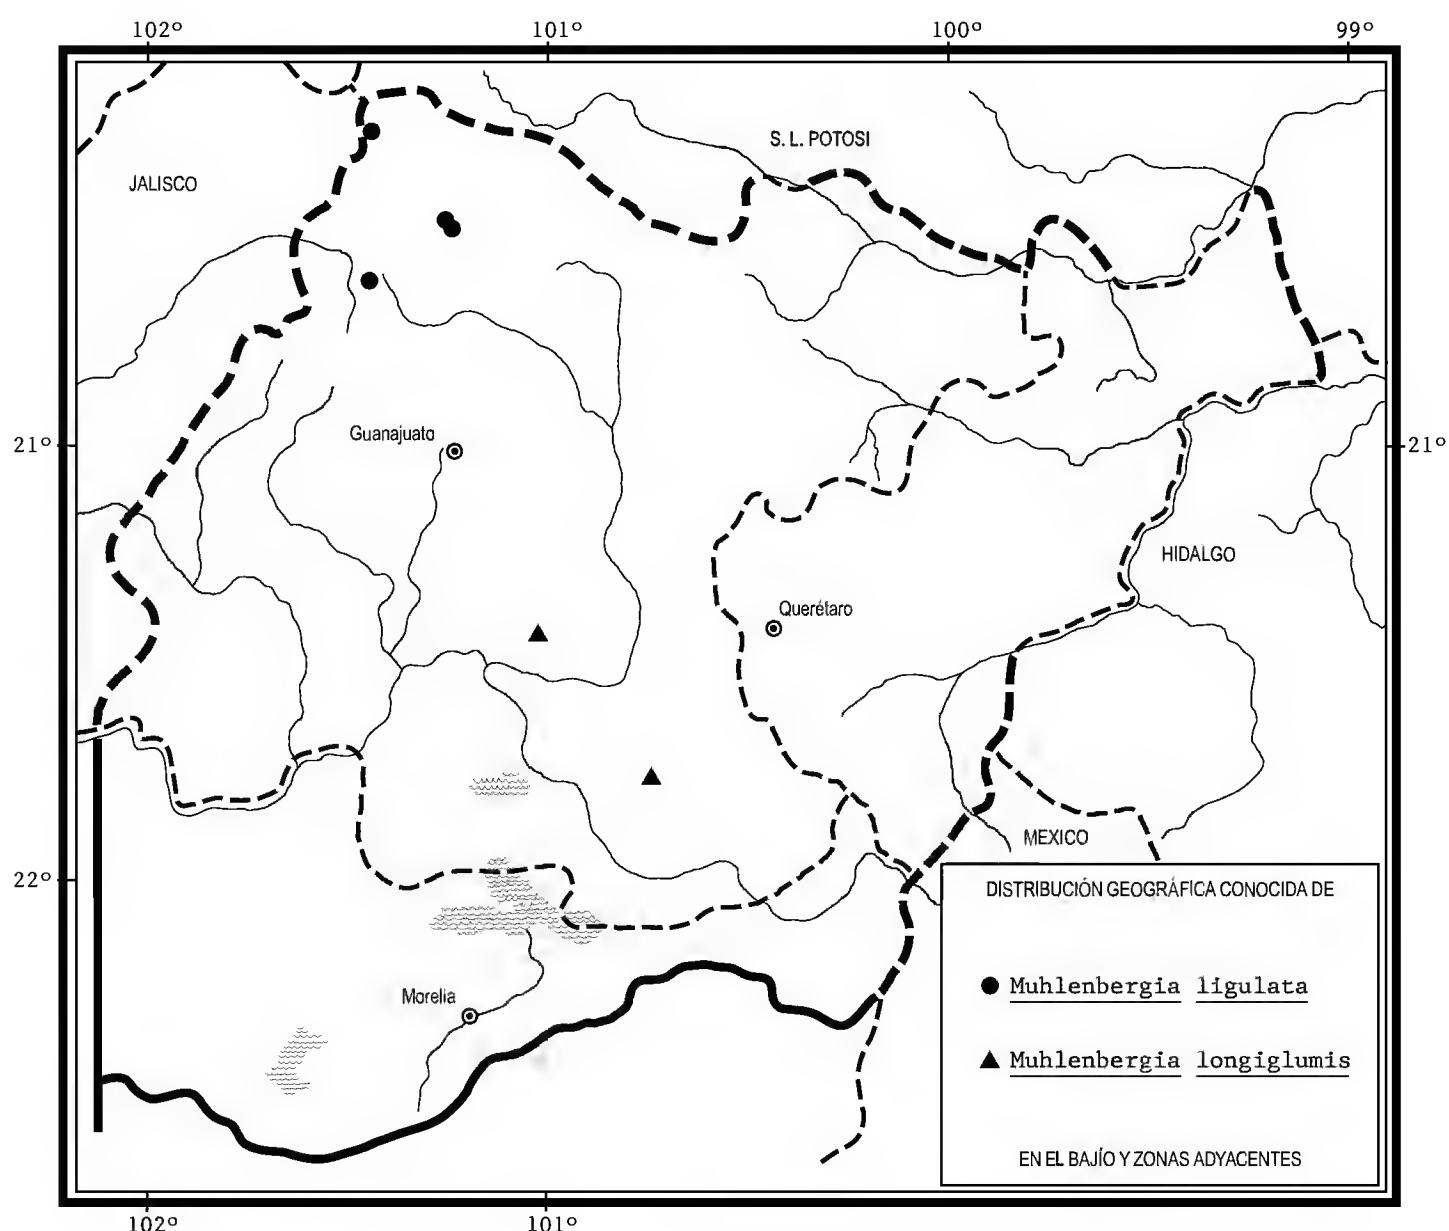 102° 101° 100° 99°
S. L. POTOSI
JALISCO
Guanajuato
21° 21°
HIDALGO
Querétaro
MEXICO
22°
DISTRIBUCIÓN GEOGRÁFICA CONOCIDA DE
Muhlenbergia ligulata
Morelia
Muhlenbergia longiglumis
EN EL BAJÍO Y ZONAS ADYACENTES
102° 101°